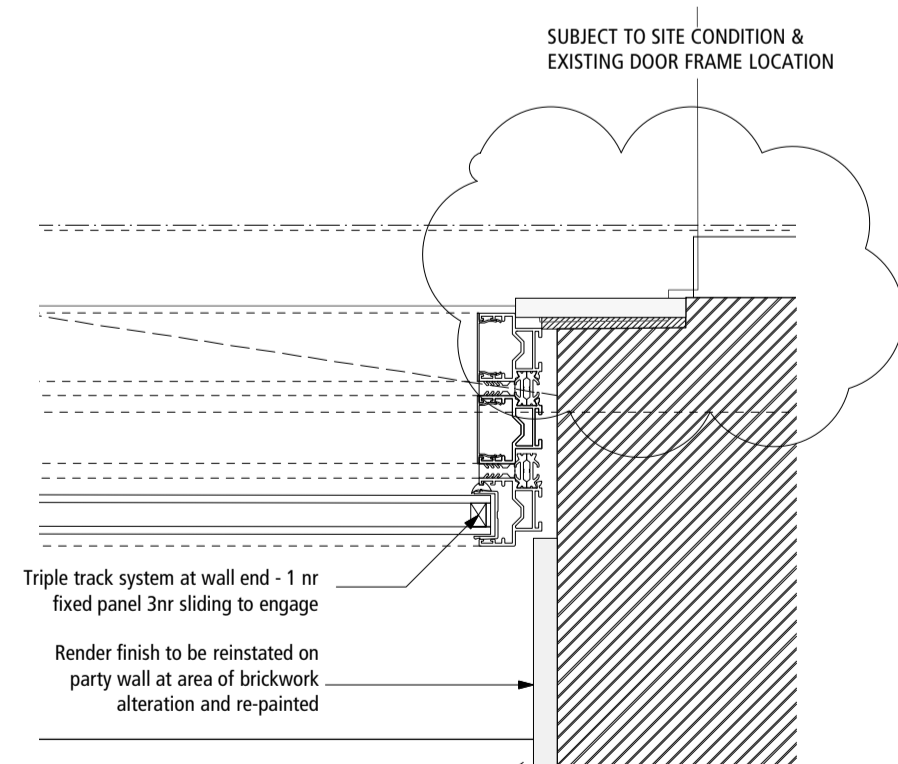 SUBJECT TO SITE CONDITION &
EXISTING DOOR FRAME LOCATION
Triple track system at wall end - 1 nr
fixed panel 3nr sliding to engage
Render finish to be reinstated on
party wall at area of brickwork
alteration and re-painted